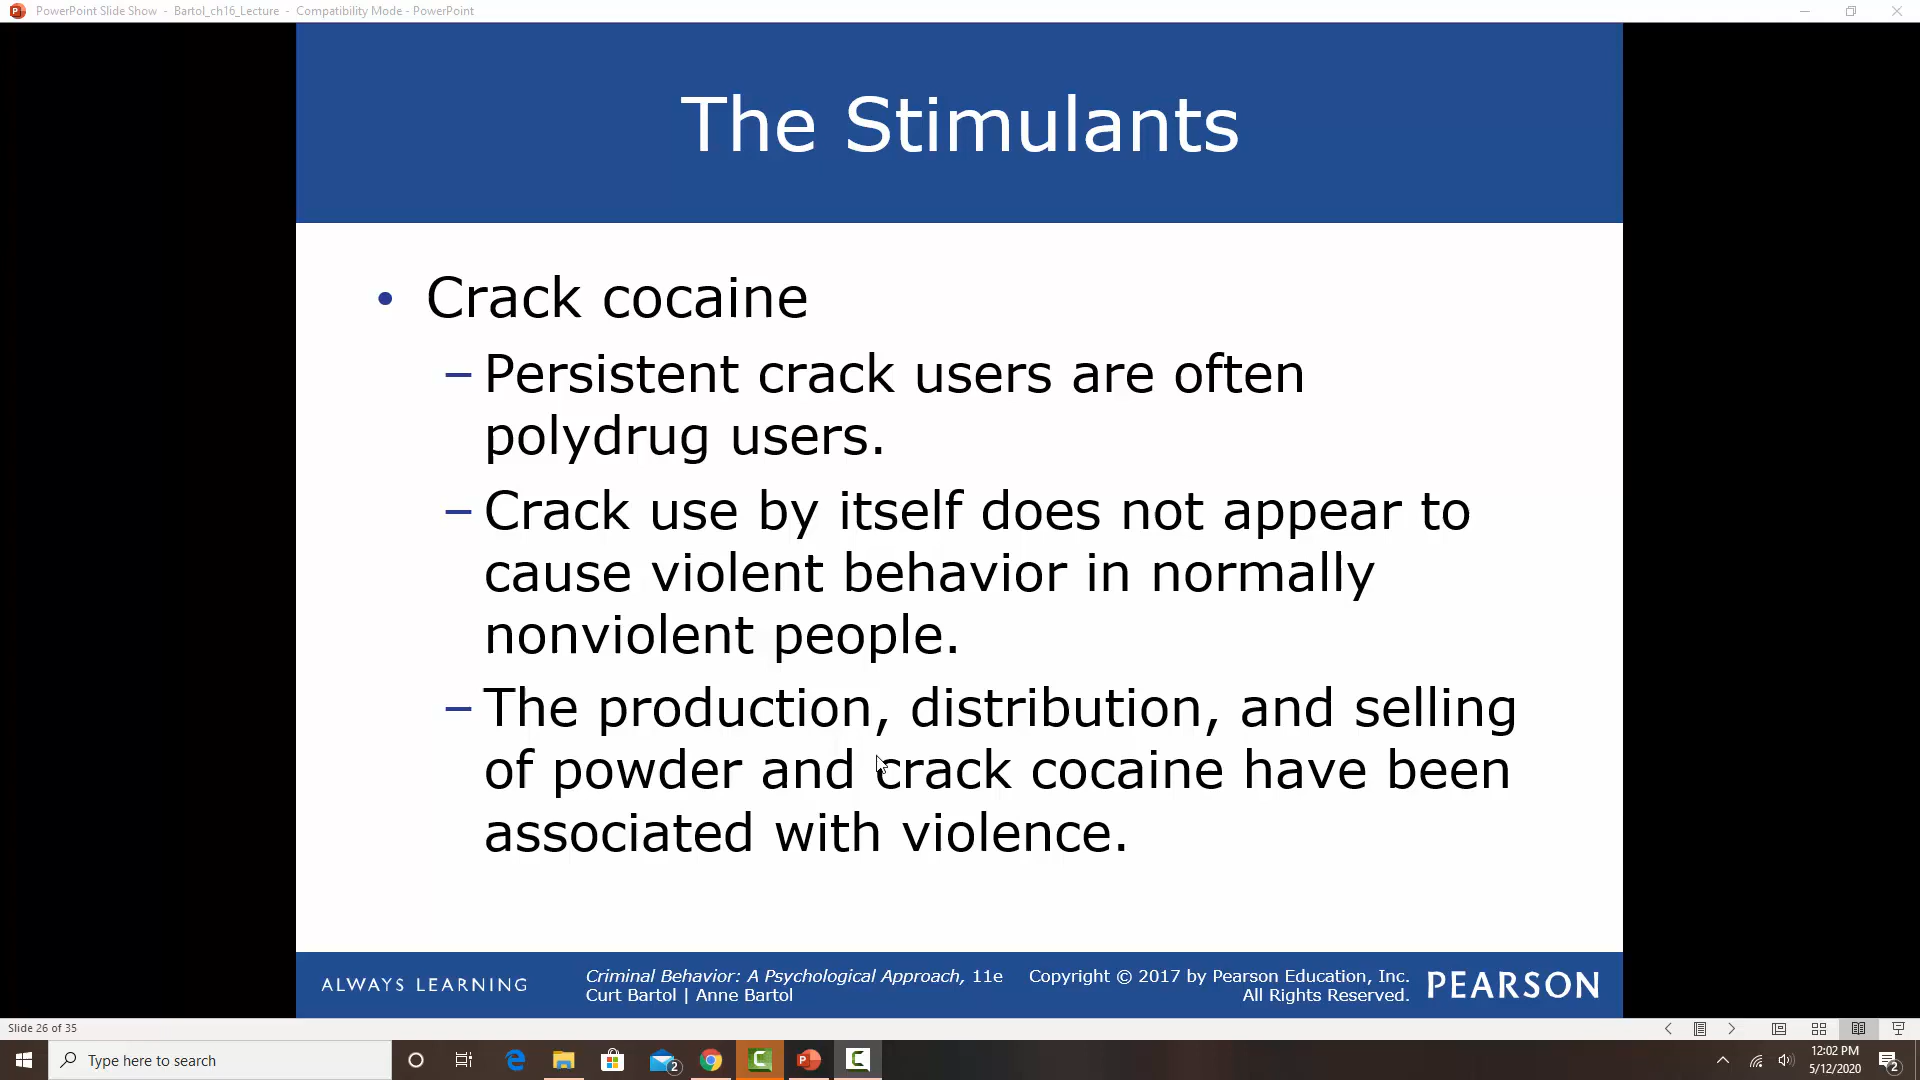 PowerPoint Slide Show - Bartol_ch16_Lecture - Compatibility Mode - PowerPoint
The Stimulants
• Crack cocaine
– Persistent crack users are often
polydrug users.
– Crack use by itself does not appear to
cause violent behavior in normally
nonviolent people.
– The production, distribution, and selling
of powder and crack cocaine have been
associated with violence.
ALWAYS LEARNING
Criminal Behavior: A Psychological Approach, 11e
Curt Bartol | Anne Bartol
Copyright © 2017 by Pearson Education, Inc.
All Rights Reserved.
PEARSON
Slide 26 of 35
Type here to search
2
12:02 PM
5/12/2020
2